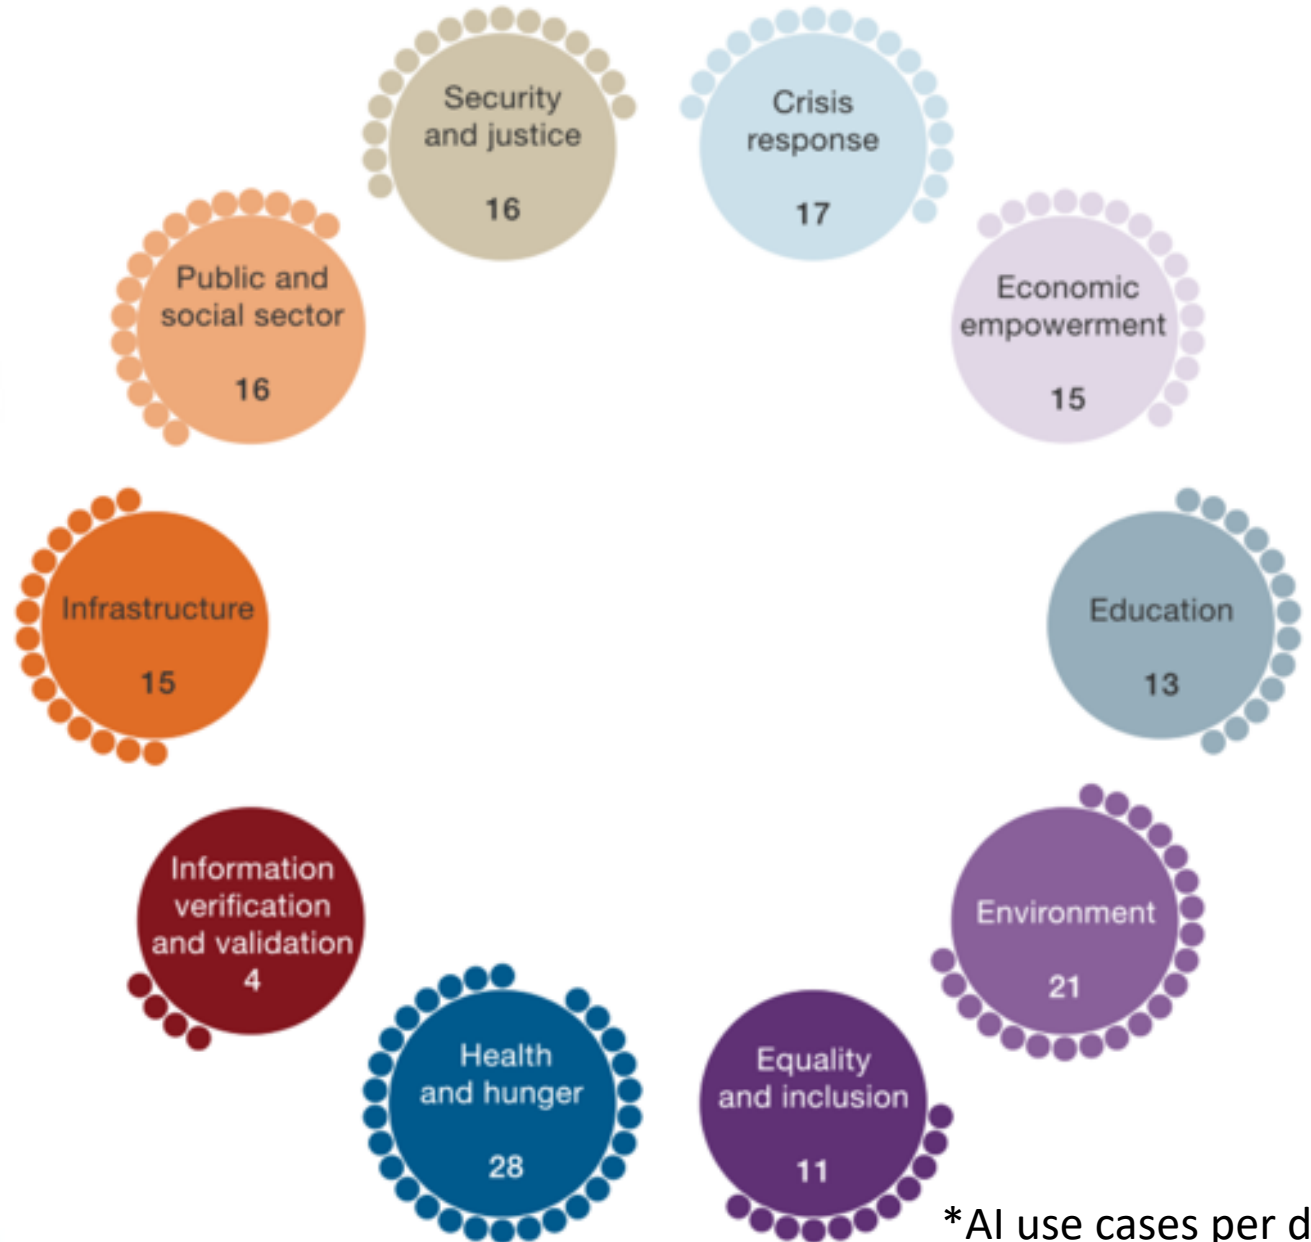 Security
and justice
16
Crisis
response
17
Public and
social sector
16
Economic
empowerment
15
Infrastructure
15
Education
13
Information
verification
and validation
4
Environment
21
Health
and hunger
28
Equality
and inclusion
11
*AI use cases per d